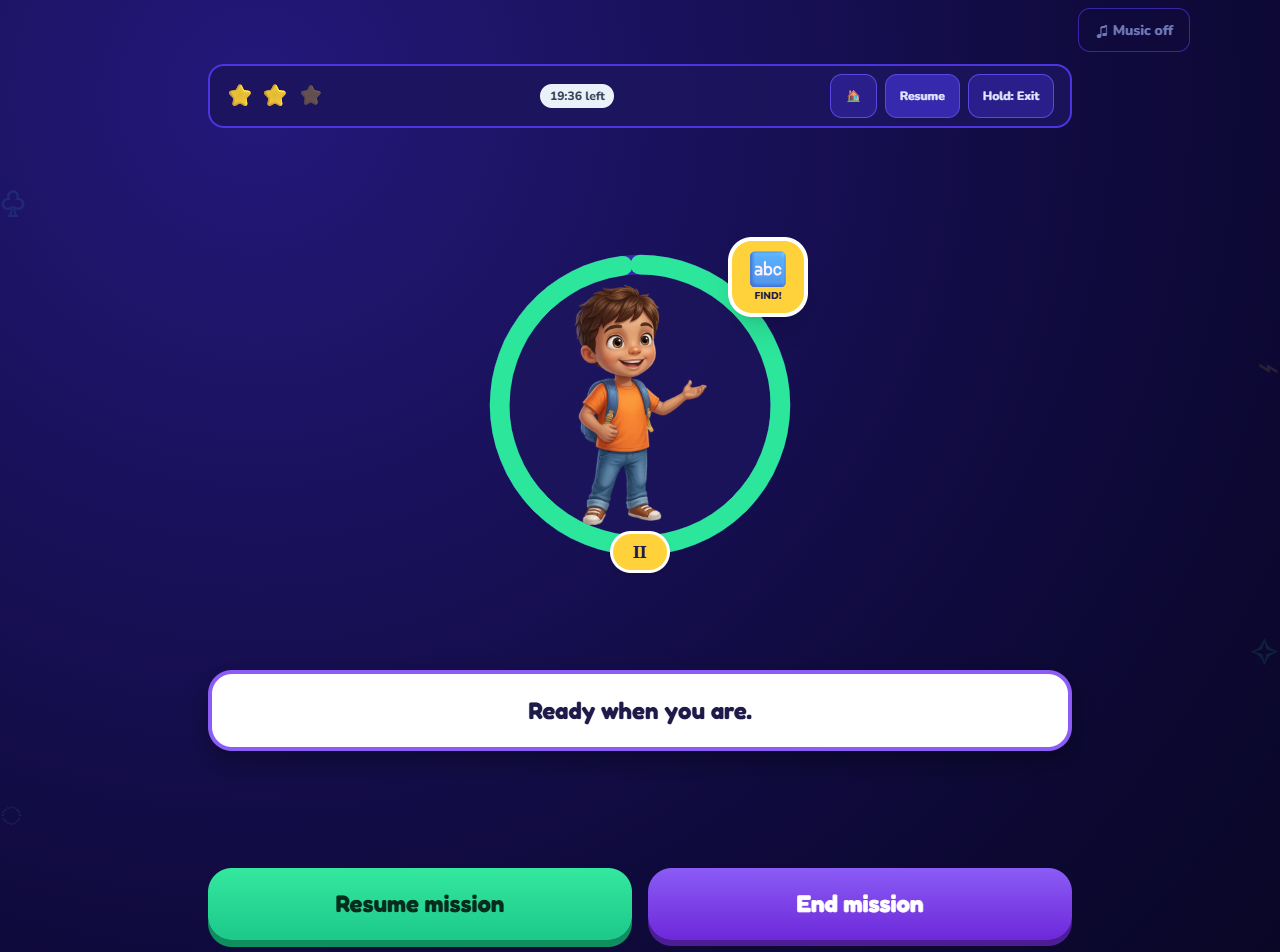 ♫ Music off
19:36 left
Resume
Hold: Exit
abc
FIND!
II
Ready when you are.
Resume mission
End mission